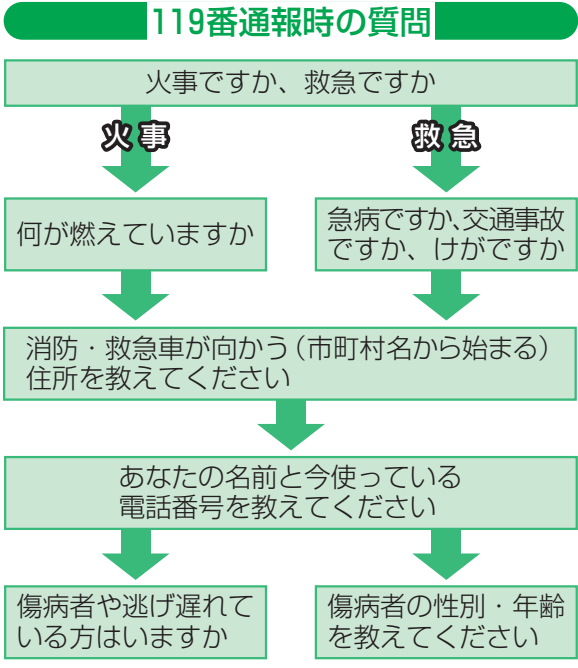 119番通報時の質問
火事ですか、救急ですか
火事
救急
何が燃えていますか
急病ですか、交通事故
ですか、けがですか
消防・救急車が向かう(市町村名から始まる)
住所を教えてください
あなたの名前と今使っている
電話番号を教えてください
傷病者や逃げ遅れて
いる方はいますか
傷病者の性別・年齢
を教えてください